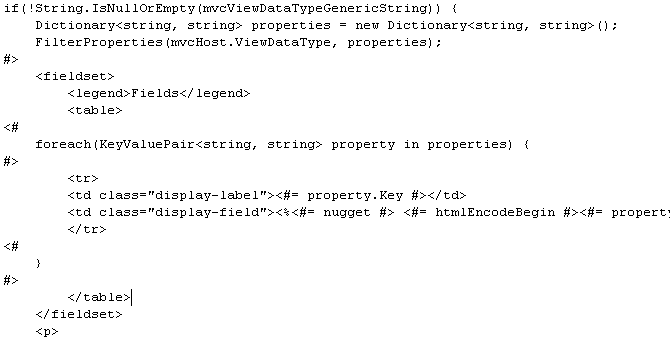 if(!String.IsNullOrEmpty(mvcViewDataTypeGenericString)) {
    Dictionary<string, string> properties = new Dictionary<string, string>();
    FilterProperties(mvcHost.ViewDataType, properties);
#>
    <fieldset>
        <legend>Fields</legend>
        <table>
<#
    foreach(KeyValuePair<string, string> property in properties) {
#>
        <tr>
        <td class="display-label"><#= property.Key #></td>
        <td class="display-field"><%<#= nugget #> <#= htmlEncodeBegin #><#= property
        </tr>
<#
    }
#>
        </table>
    </fieldset>
    <p>